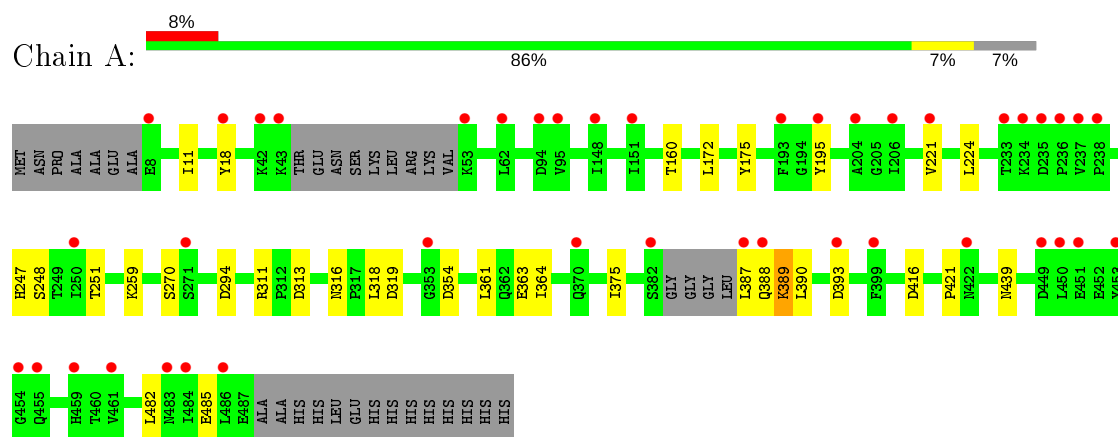 8%
Chain A:
86% 7% 7%
MET ASN PRO ALA ALA GLU ALA E8 I11 Y18 K42 K43 THR GLU ASN SER LYS LEU ARG LYS VAL K53 L62 D94 V95 I148 I151 T160 L172 Y175 F193 G194 Y195 A204 G205 I206 V221 L224 T233 K234 D235 P236 V237 P238
H247 S248 T249 I250 T251 K259 S270 S271 D294 R311 P312 D313 N316 P317 L318 D319 G353 D354 L361 Q362 E363 I364 Q370 I375 S382 GLY GLY GLY LEU L387 Q388 K389 L390 D393 F399 D416 P421 N422 N439 D449 L450 E451 E452 Y453
G454 Q455 H459 T460 V461 L482 N483 I484 E485 L486 E487 ALA ALA HIS HIS LEU GLU HIS HIS HIS HIS HIS HIS HIS HIS